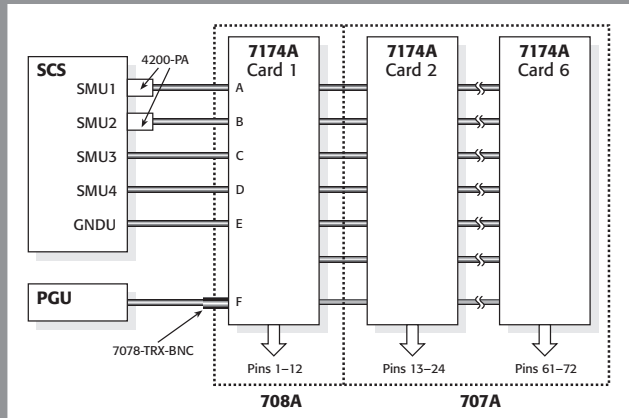 SCS
SMU1
SMU2
SMU3
SMU4
GNDU
4200-PA
PGU
7078-TRX-BNC
7174A
Card 1
A
B
C
D
E
F
Pins 1–12
7174A
Card 2
Pins 13–24
7174A
Card 6
Pins 61–72
708A
707A